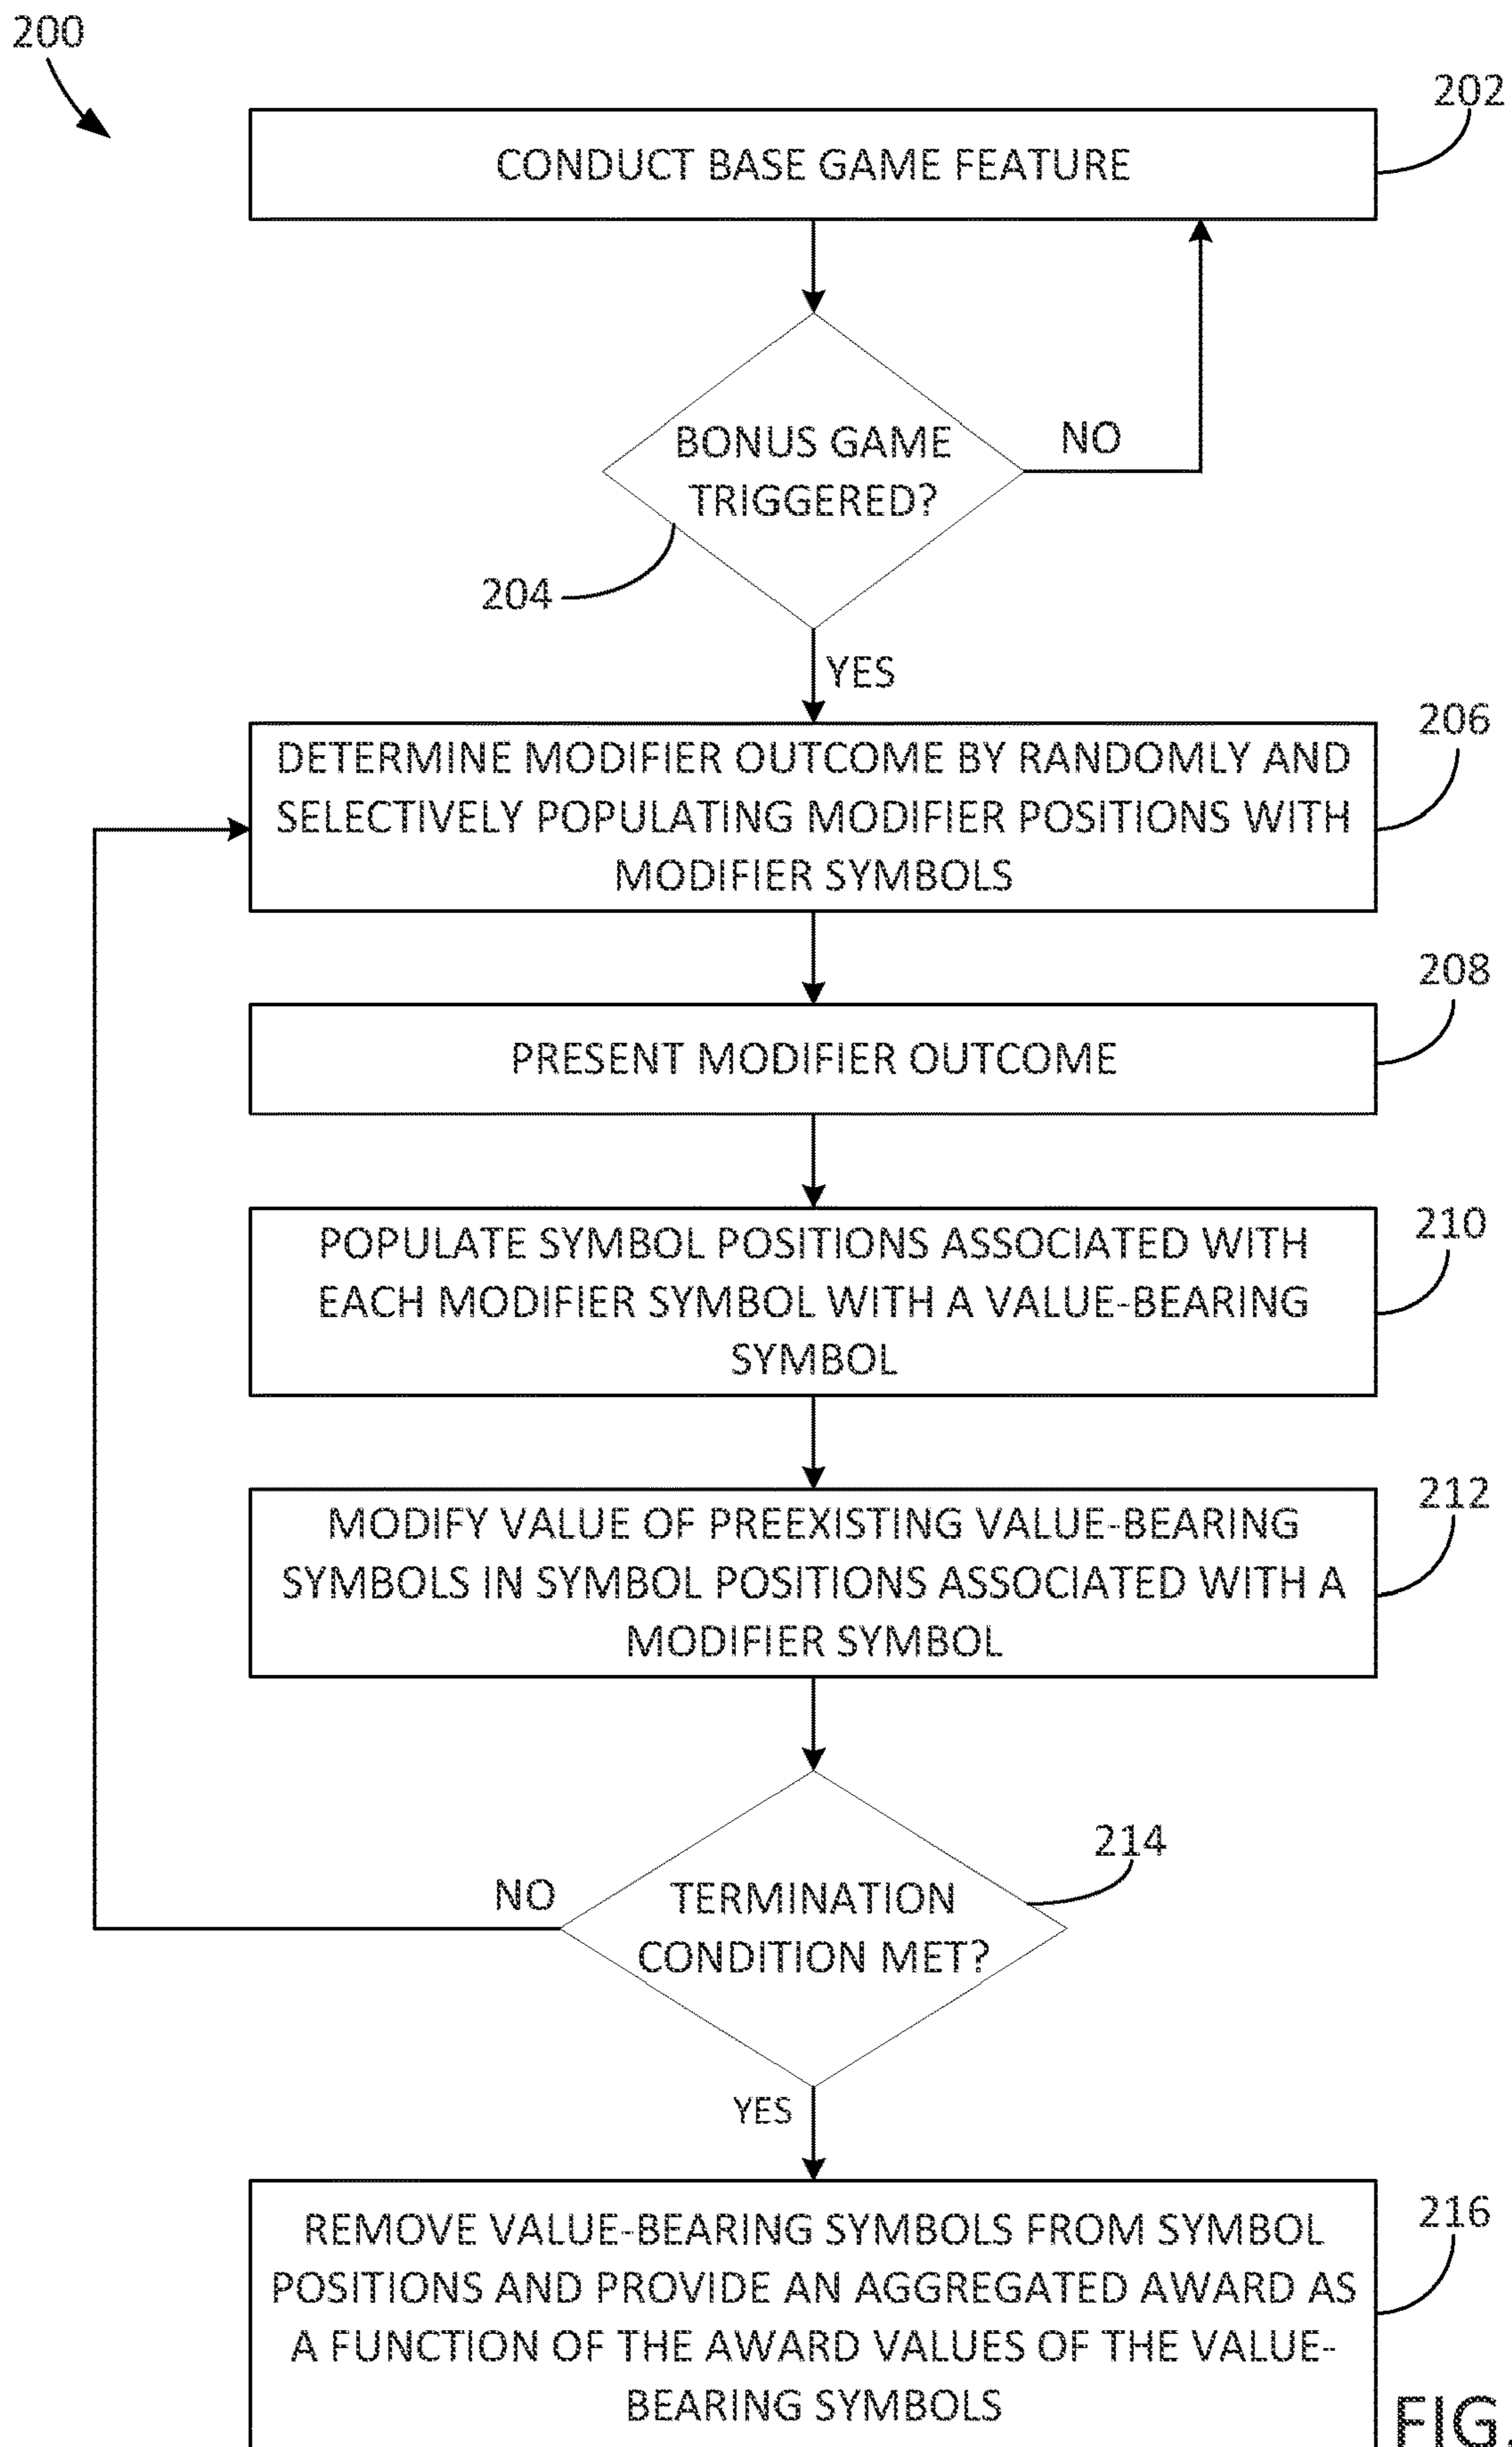 200
202
CONDUCT BASE GAME FEATURE
BONUS GAME
TRIGGERED?
NO
204
YES
206
DETERMINE MODIFIER OUTCOME BY RANDOMLY AND
SELECTIVELY POPULATING MODIFIER POSITIONS WITH
MODIFIER SYMBOLS
208
PRESENT MODIFIER OUTCOME
210
POPULATE SYMBOL POSITIONS ASSOCIATED WITH
EACH MODIFIER SYMBOL WITH A VALUE-BEARING
SYMBOL
212
MODIFY VALUE OF PREEXISTING VALUE-BEARING
SYMBOLS IN SYMBOL POSITIONS ASSOCIATED WITH A
MODIFIER SYMBOL
214
NO
TERMINATION
CONDITION MET?
YES
216
REMOVE VALUE-BEARING SYMBOLS FROM SYMBOL
POSITIONS AND PROVIDE AN AGGREGATED AWARD AS
A FUNCTION OF THE AWARD VALUES OF THE VALUE-
BEARING SYMBOLS
FIG.